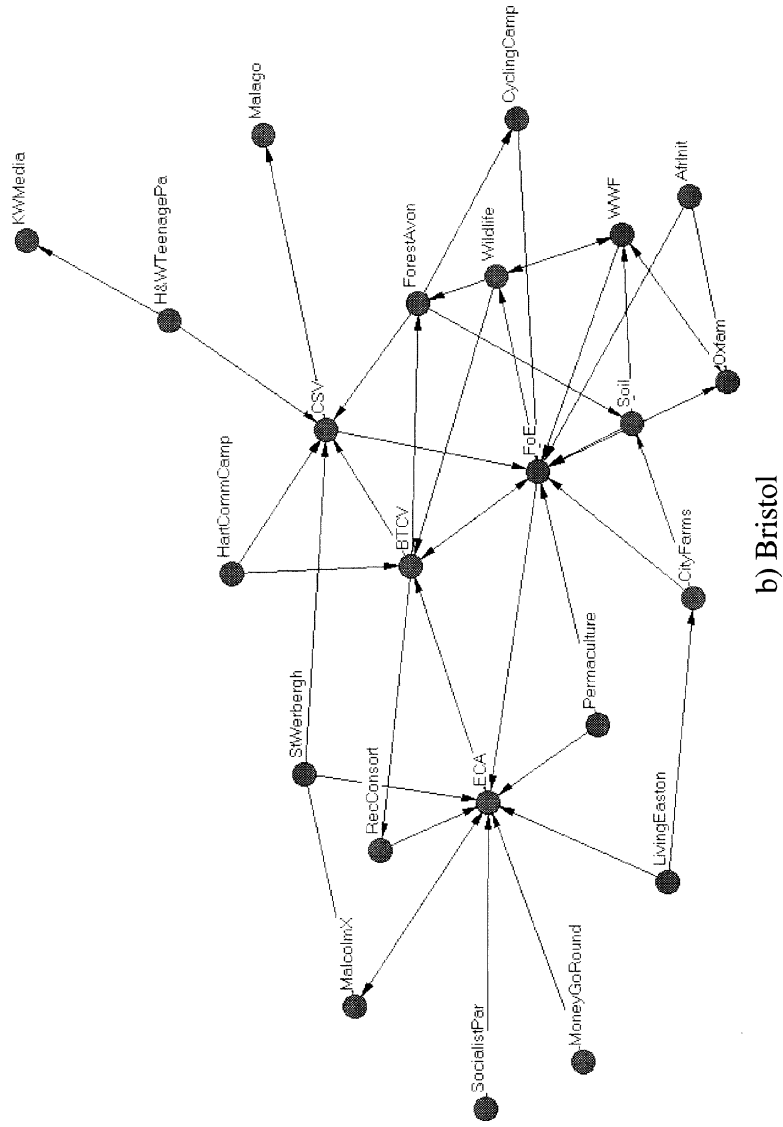 KWMedia
H&WTeenagePa
Malago
CyclingCamp
ForestAvon
Wildlife
WWF
AfriInit
CSV
HartCommCamp
Soil
Oxfam
FoE
BTCV
CityFarms
StWerbergh
Permaculture
ECA
RecConsort
LivingEaston
MalcolmX
MoneyGoRound
SocialistPar
b) Bristol